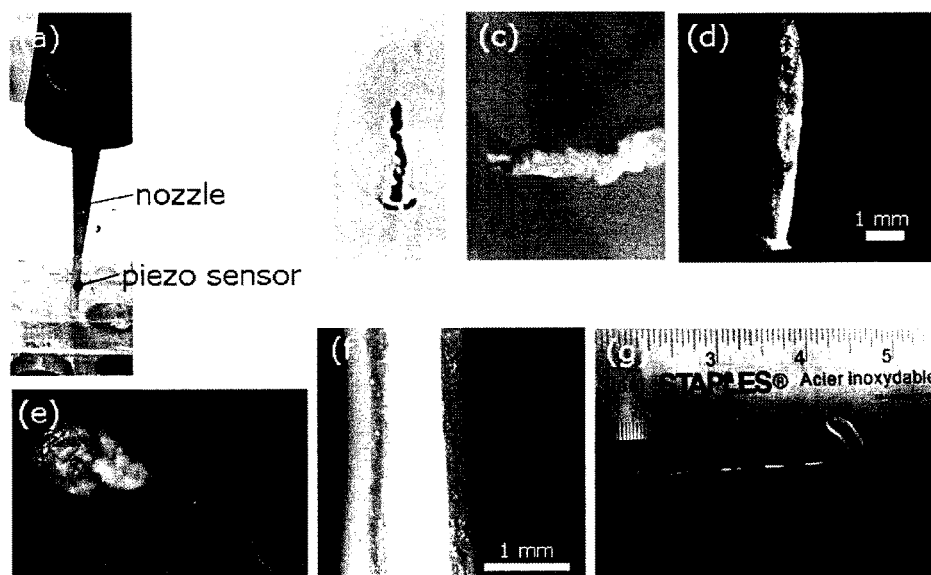 a)
(c)
(d)
nozzle
1 mm
piezo sensor
(e)
(
(g)
3 4 5
STAPLES® Acier inoxydable
1 mm